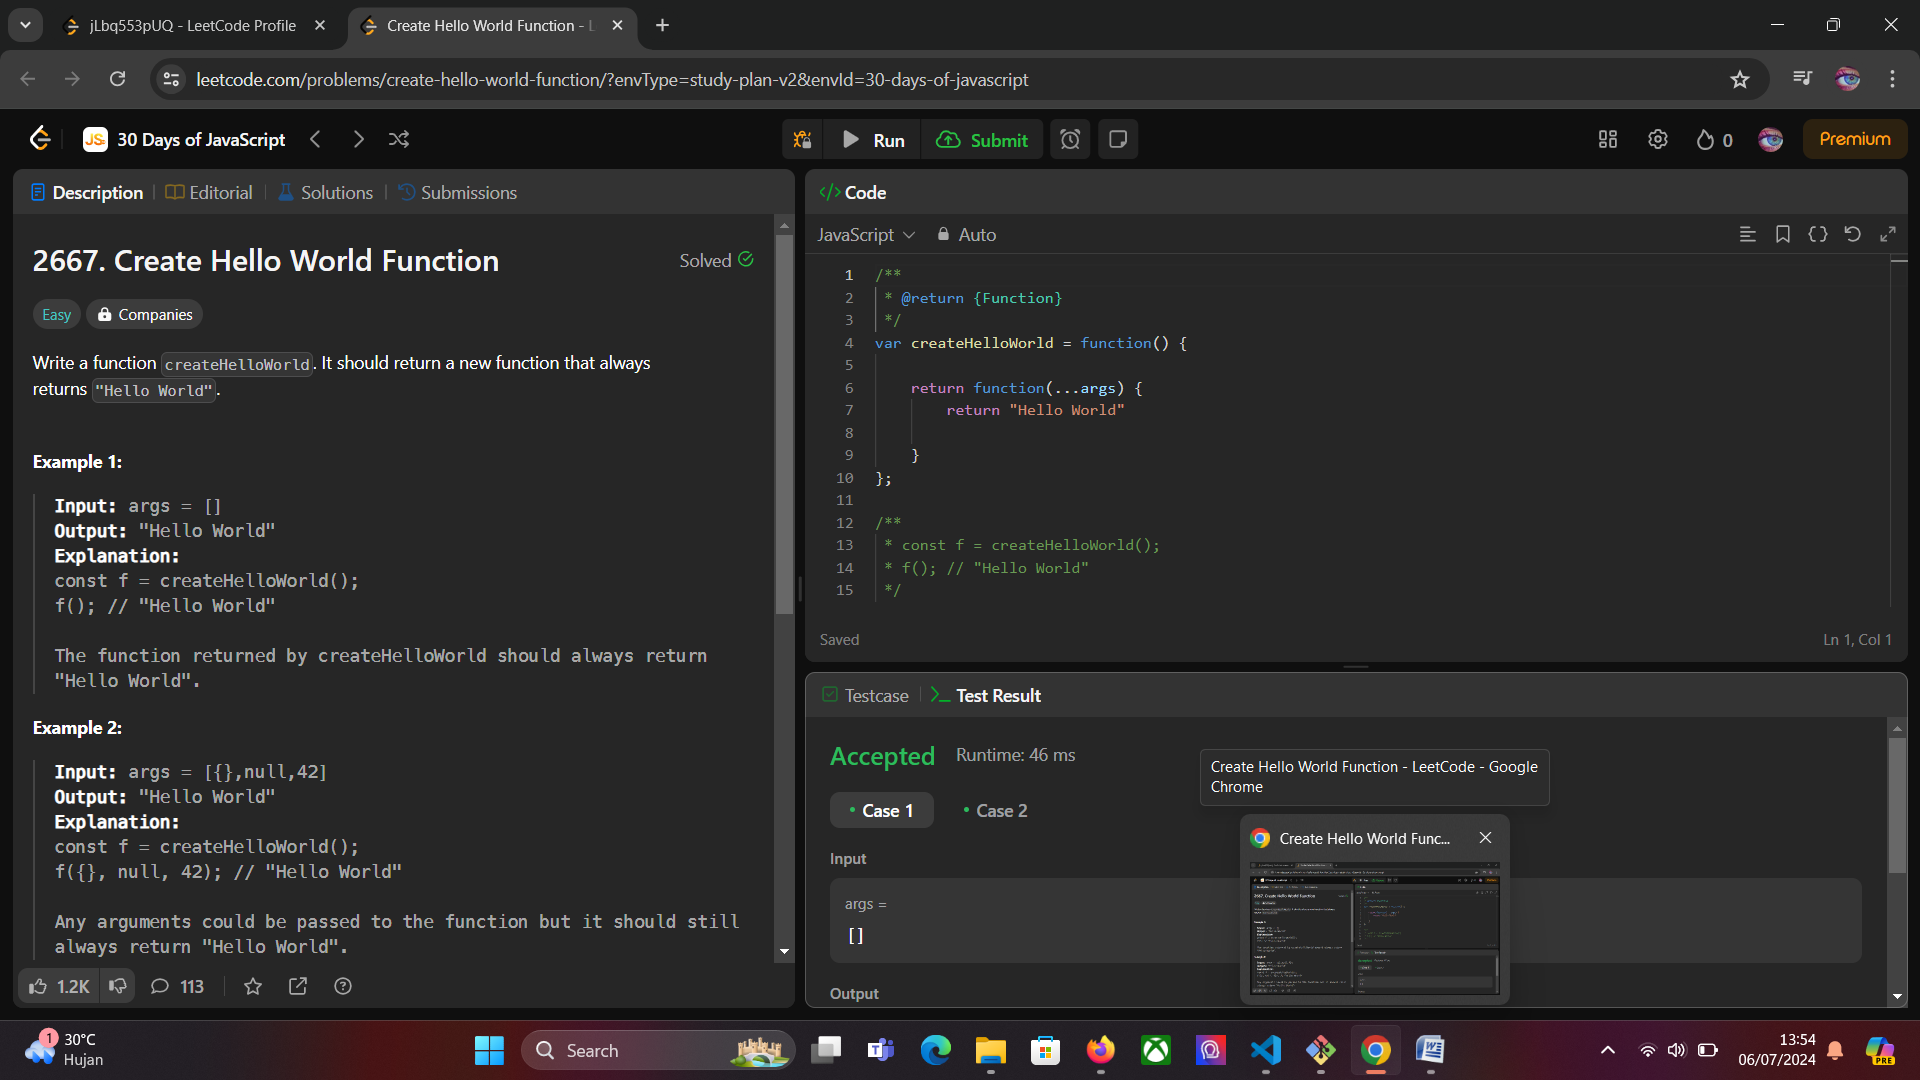 jLbq553pUQ - LeetCode Profile
Create Hello World Function - L
leetcode.com/problems/create-hello-world-function/?envType=study-plan-v2&envId=30-days-of-javascript
JS 30 Days of JavaScript
Run
Submit
0
Premium
Description
Editorial
Solutions
Submissions
2667. Create Hello World Function
Solved
Easy
Companies
Write a function createHelloWorld. It should return a new function that always
returns "Hello World".
Example 1:
Input: args = []
Output: "Hello World"
Explanation:
const f = createHelloWorld();
f(); // "Hello World"
The function returned by createHelloWorld should always return
"Hello World".
Example 2:
Input: args = [{},null,42]
Output: "Hello World"
Explanation:
const f = createHelloWorld();
f({}, null, 42); // "Hello World"
Any arguments could be passed to the function but it should still
always return "Hello World".
1.2K
113
</> Code
JavaScript
Auto
1 /**
2 * @return {Function}
3 */
4 var createHelloWorld = function() {
5
6 return function(...args) {
7 return "Hello World"
8
9 }
10 };
11
12 /**
13 * const f = createHelloWorld();
14 * f(); // "Hello World"
15 */
Saved
Ln 1, Col 1
Testcase
>_ Test Result
Accepted
Runtime: 46 ms
Case 1
Case 2
Input
args =
[]
Output
Create Hello World Function - LeetCode - Google
Chrome
Create Hello World Func...
1
30°C
Hujan
Search
13:54
06/07/2024
PRE